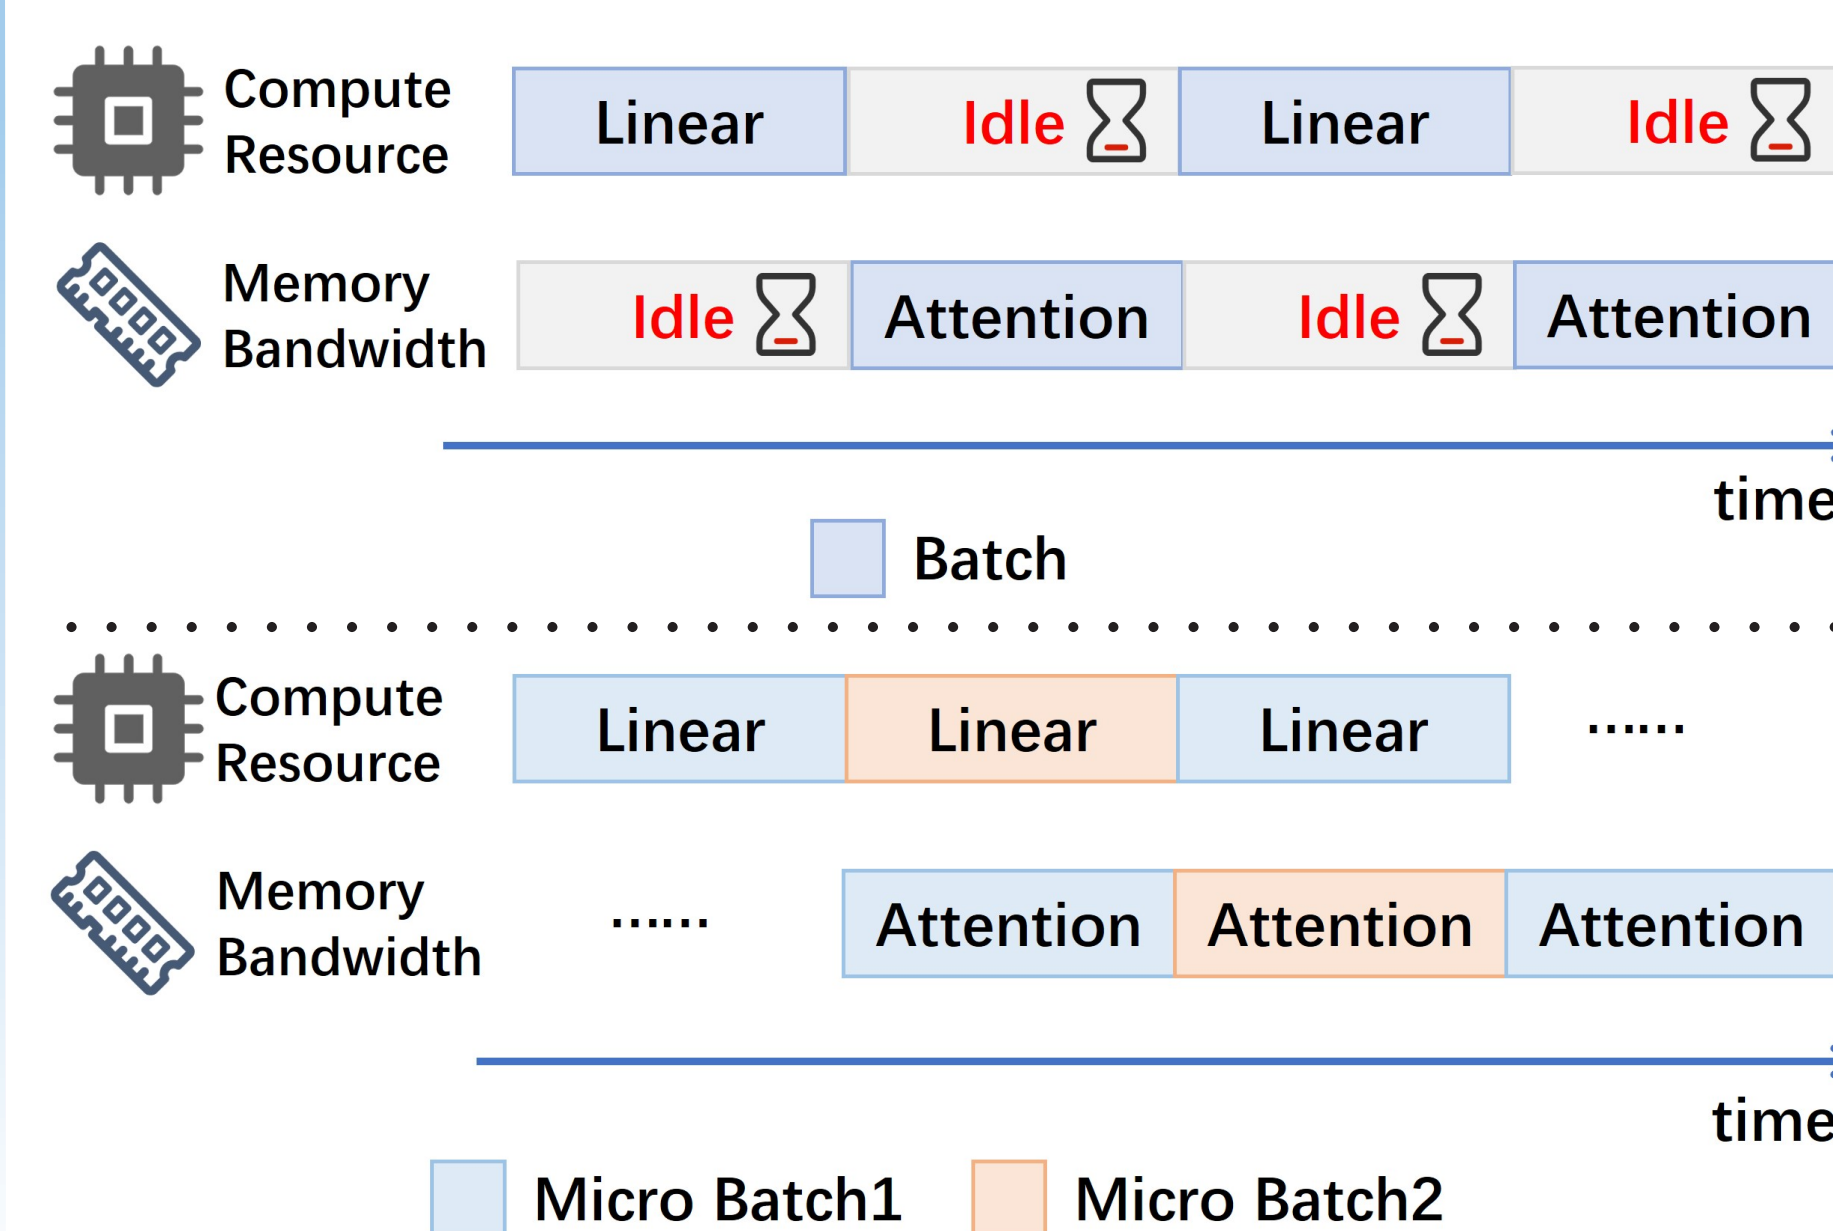 Compute
Resource
Linear
Idle
Linear
Idle
Memory
Bandwidth
Idle
Attention
Idle
Attention
time
Batch
Compute
Resource
Linear
Linear
Linear
......
Memory
Bandwidth
......
Attention
Attention
Attention
time
Micro Batch1
Micro Batch2